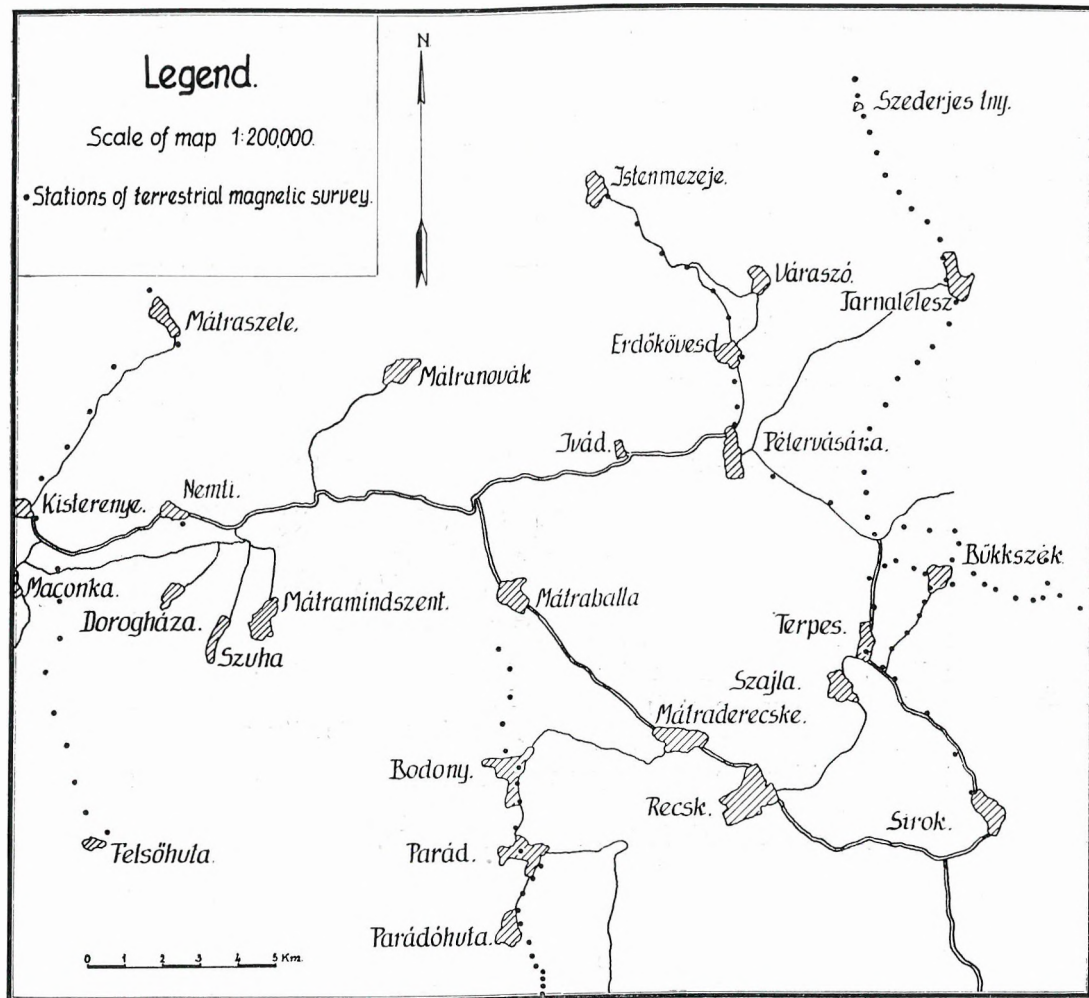 Legend.
Scale of map 1:200,000.
• Stations of terrestrial magnetic survey.
N
Szederjes tny.
Istenmezeje.
Váraszó.
Tarnalelesz
Mátraszele.
Erdőkövesd
Mátranovák
Ivád.
Pétervására.
Kisterenye.
Nemti.
Bükkszék.
Maconka.
Dorogháza.
Mátramindszent.
Mátraballa
Terpes.
Szuha
Szajla.
Mátraderecske.
Bodony.
Recsk.
Sirok.
Felsőhuta.
Parád.
Parádóhuta.
0 1 2 3 4 5 Km.